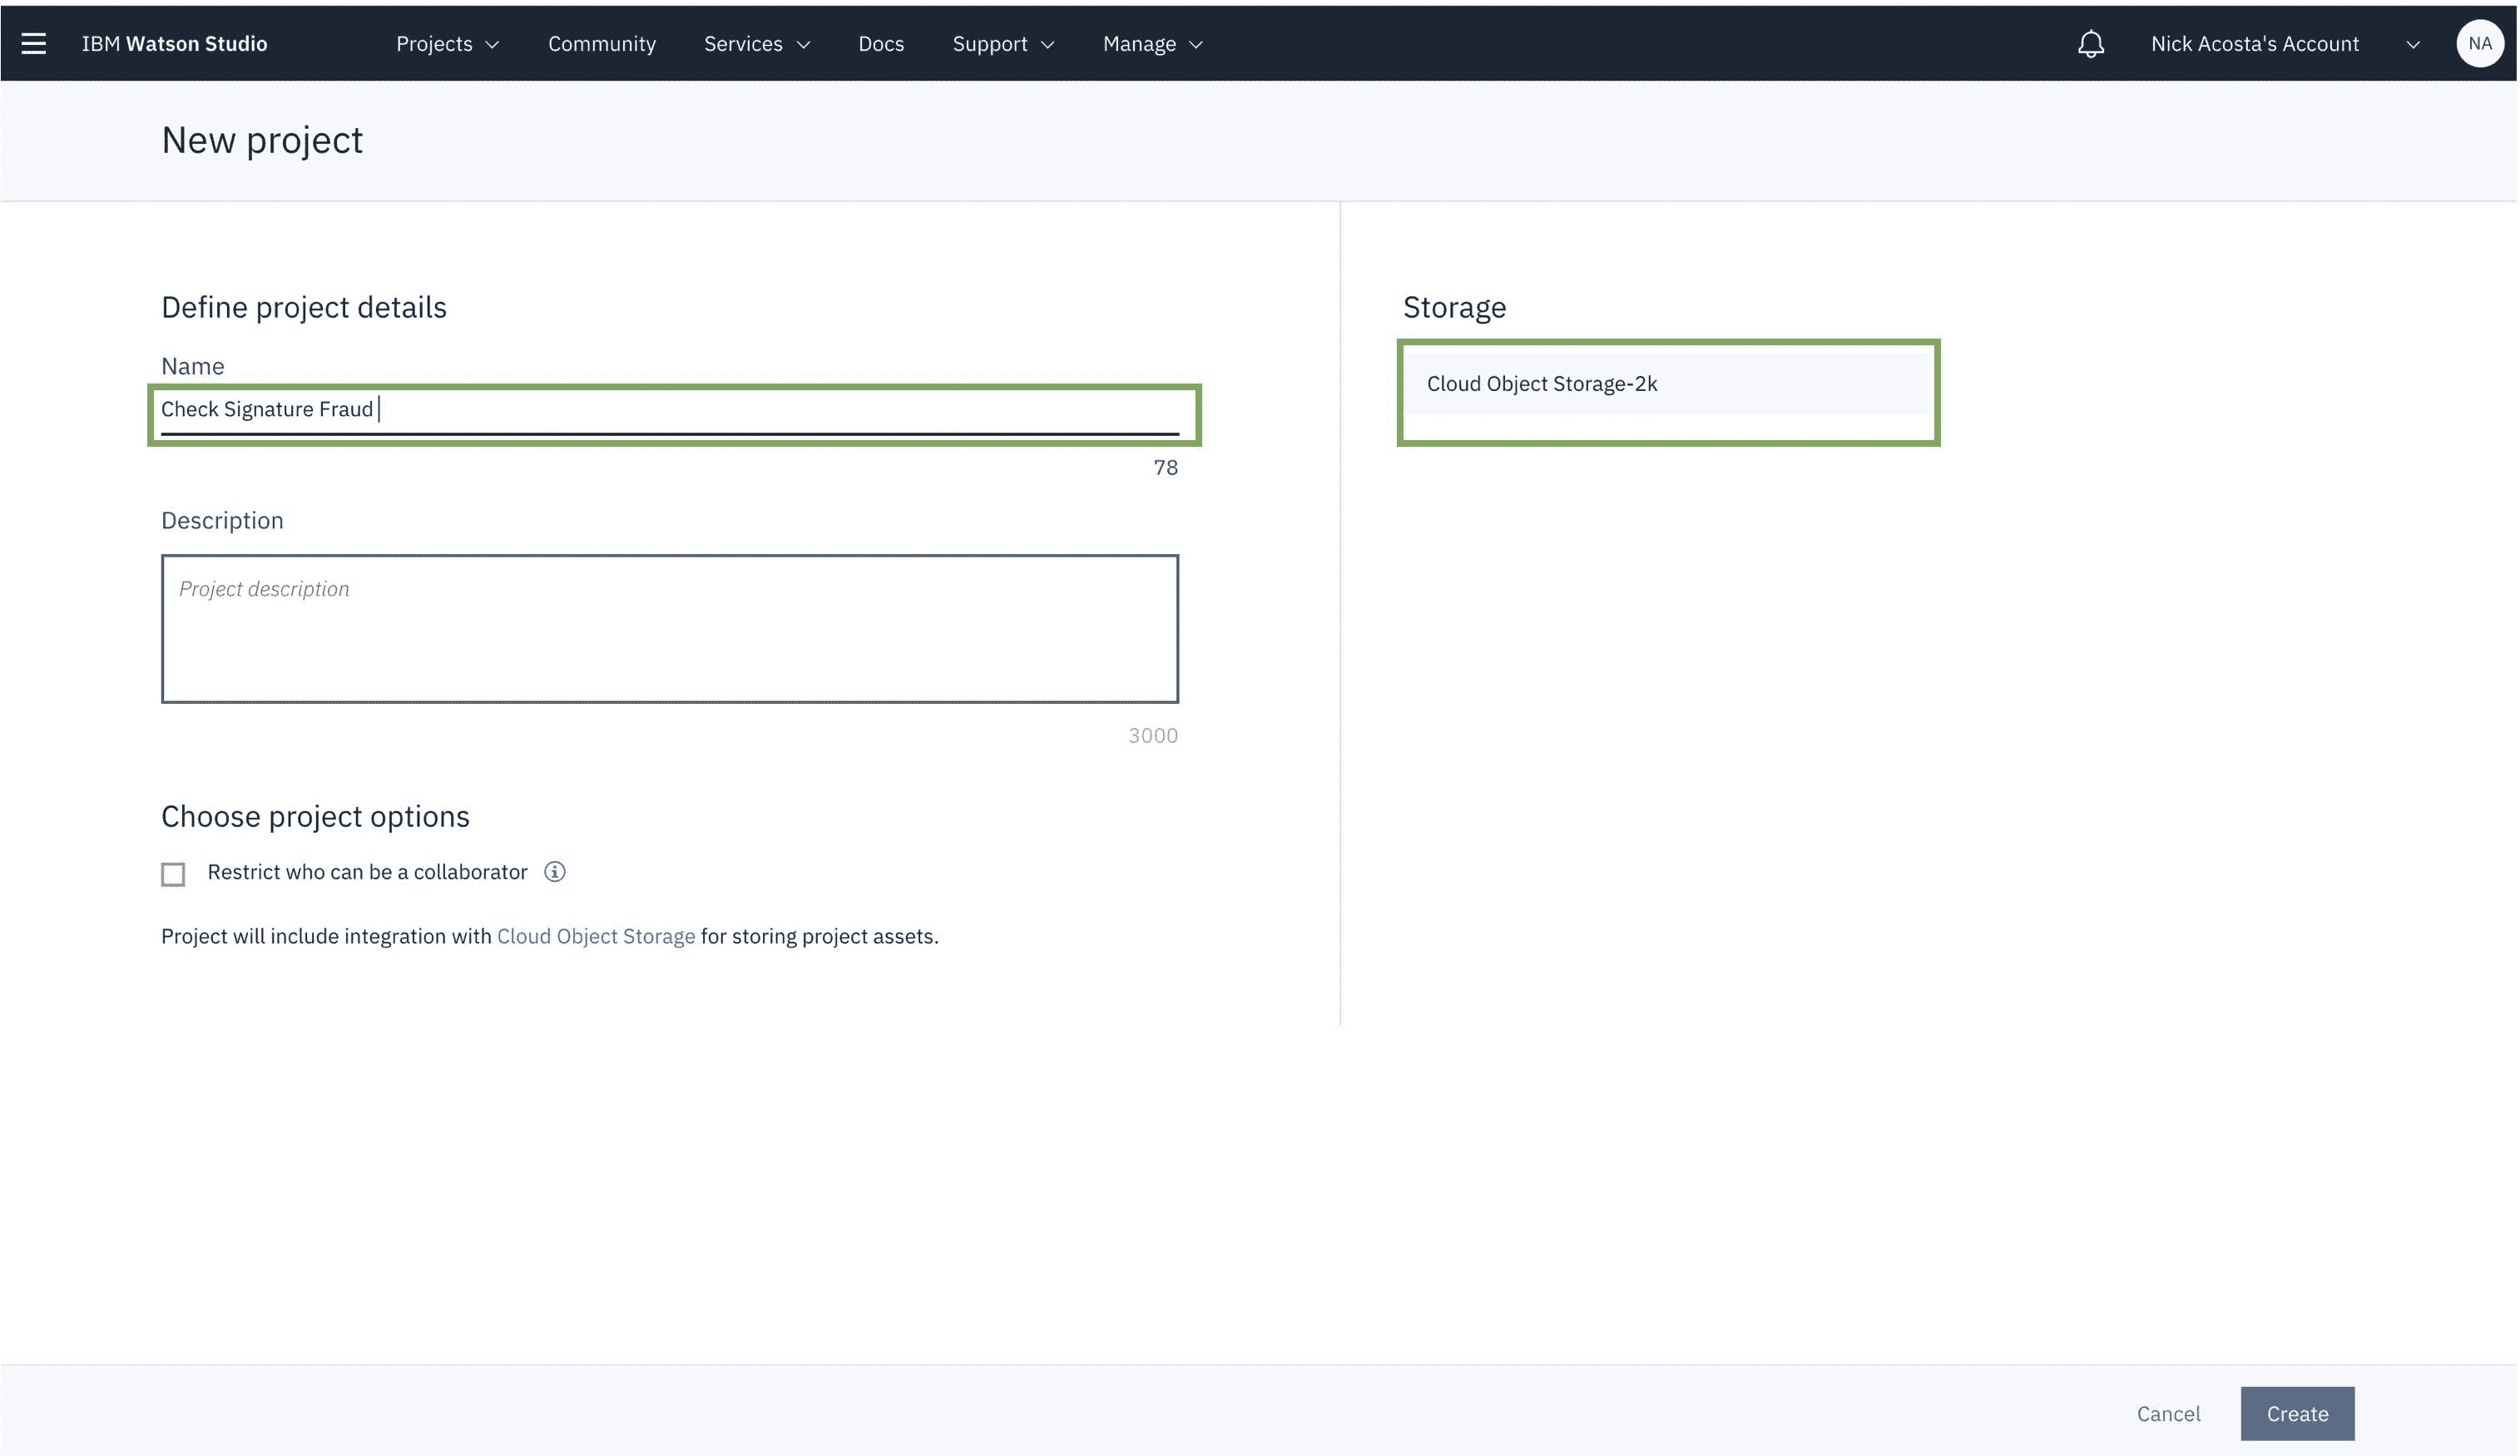 IBM Watson Studio Projects Community Services Docs Support Manage Nick Acosta's Account NA
New project
Define project details
Name
Check Signature Fraud
78
Description
Project description
3000
Choose project options
Restrict who can be a collaborator
Project will include integration with Cloud Object Storage for storing project assets.
Storage
Cloud Object Storage-2k
Cancel Create